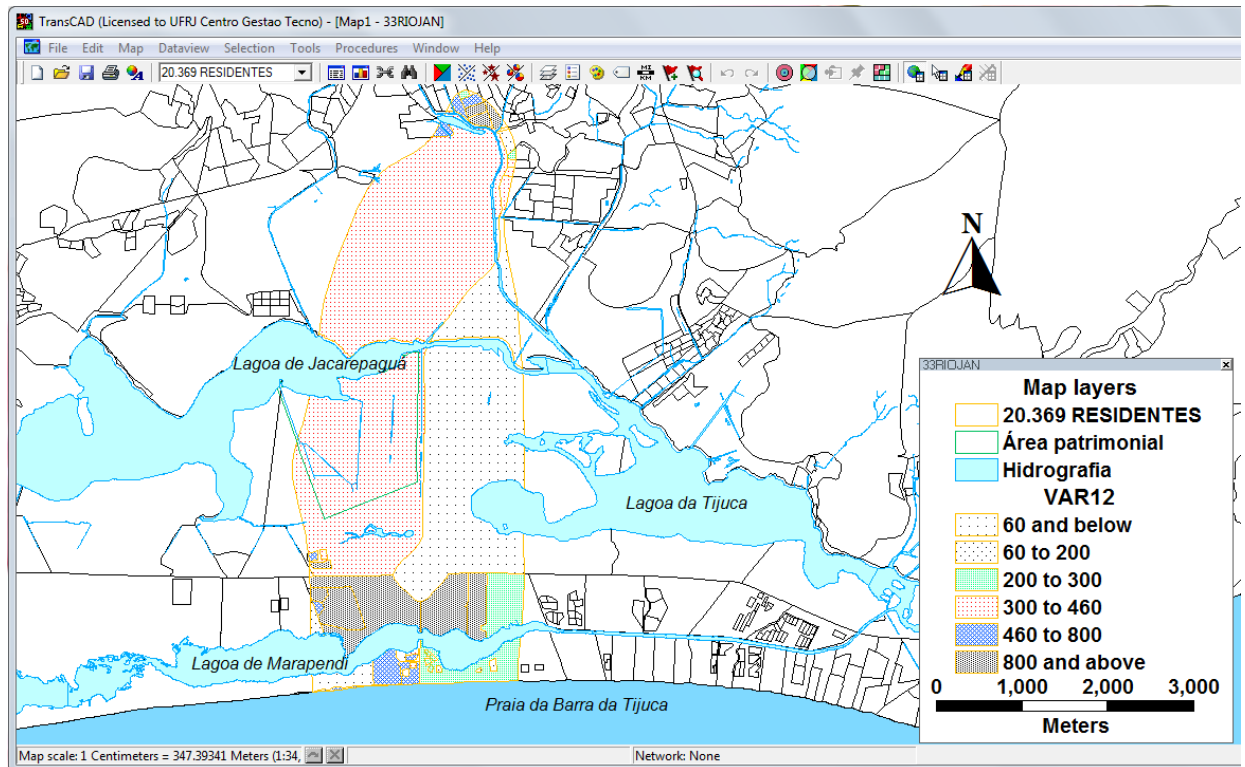 TransCAD (Licensed to UFRJ Centro Gestao Tecno) - [Map1 - 33RIOJAN]
File Edit Map Dataview Selection Tools Procedures Window Help
20.369 RESIDENTES
MI
KM
N
Lagoa de Jacarepaguá
Lagoa da Tijuca
Lagoa de Marapendi
Praia da Barra da Tijuca
33RIOJAN
Map layers
20.369 RESIDENTES
Área patrimonial
Hidrografia
VAR12
60 and below
60 to 200
200 to 300
300 to 460
460 to 800
800 and above
0 1,000 2,000 3,000
Meters
Map scale: 1 Centimeters = 347.39341 Meters (1:34, Network: None